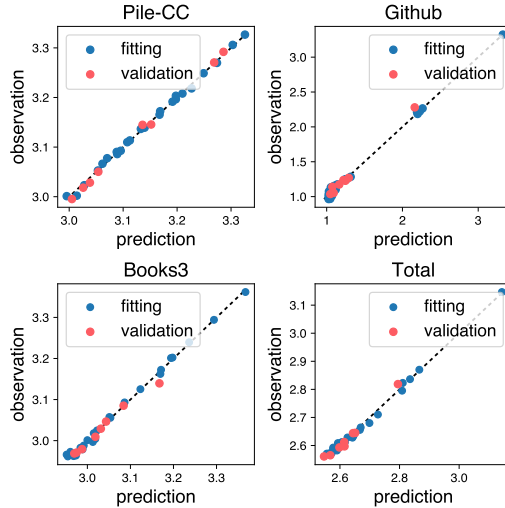 Pile-CC
observation
3.3
3.2
3.1
3.0
fitting
validation
3.0 3.1 3.2 3.3
prediction
Github
observation
3.0
2.5
2.0
1.5
1.0
fitting
validation
1 2 3
prediction
Books3
observation
3.3
3.2
3.1
3.0
fitting
validation
3.0 3.1 3.2 3.3
prediction
Total
observation
3.1
3.0
2.9
2.8
2.7
2.6
fitting
validation
2.6 2.8 3.0
prediction